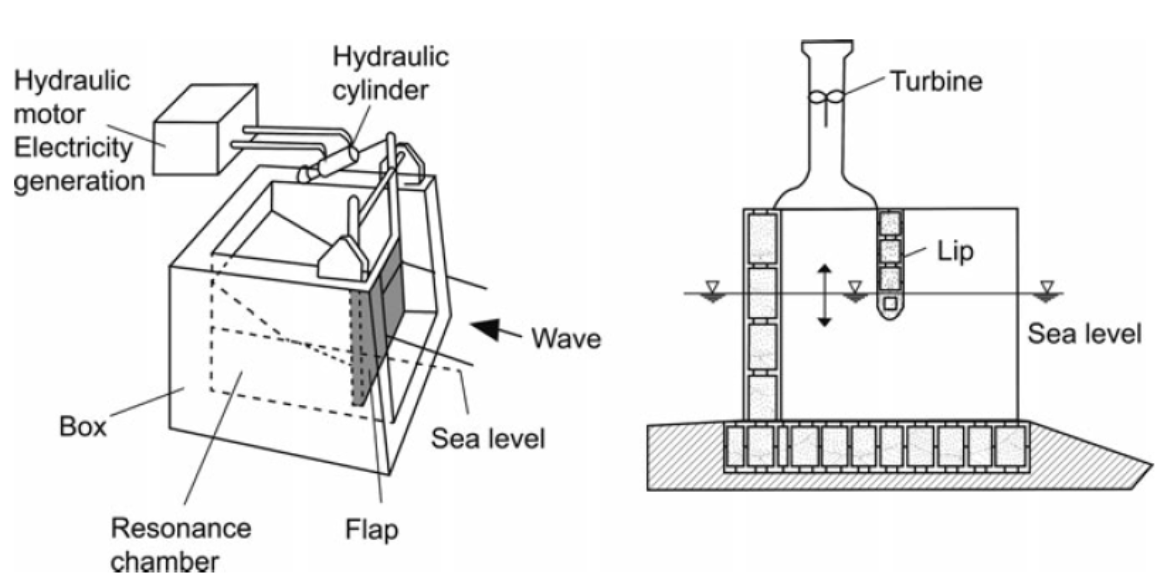 Hydraulic
motor
Electricity
generation
Hydraulic
cylinder
Wave
Sea level
Box
Resonance
chamber
Flap
Turbine
Lip
Sea level